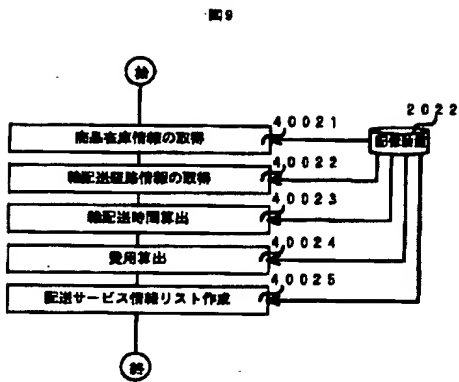 図9
始
40021
2022
商品在庫情報の取得
記憶装置
40022
輸配送経路情報の取得
40023
輸配送時間算出
40024
費用算出
40025
配送サービス情報リスト作成
終